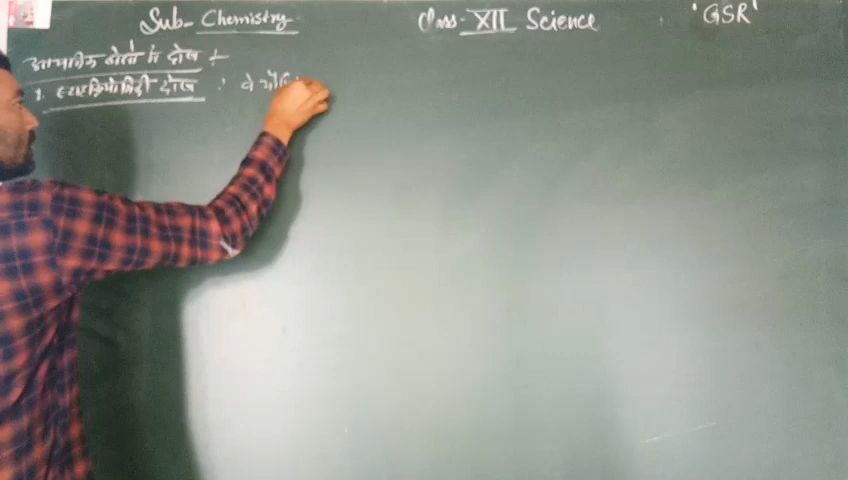 Sub- Chemistry Class- XII Science 'GSR'
आयनिक ठोसों में दोष
1. स्टाइकियोमितीय दोष : वे यौगि